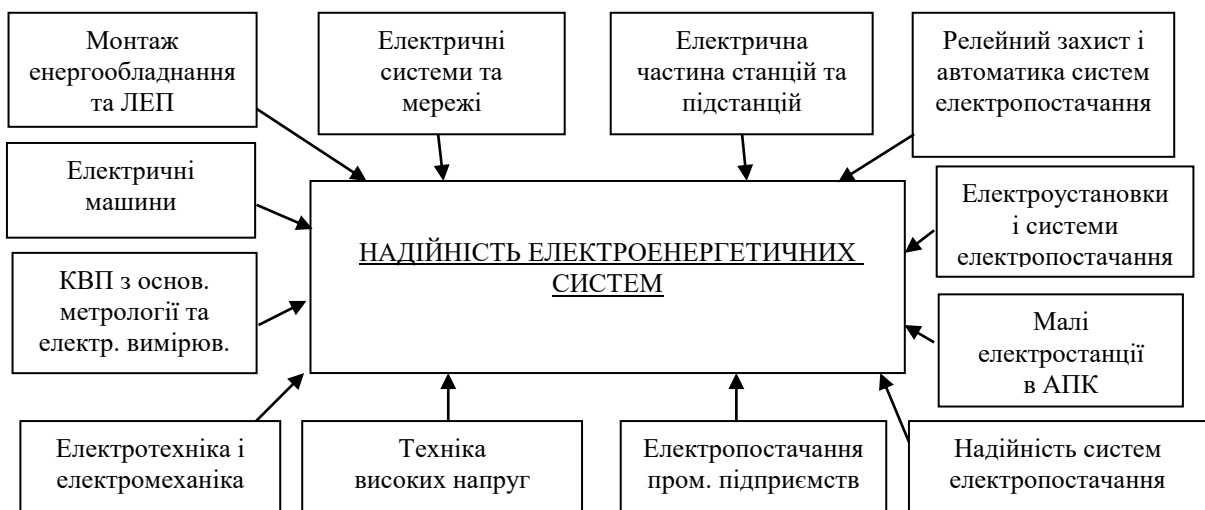 Монтаж
енергообладнання
та ЛЕП
Електричні
системи та
мережі
Електрична
частина станцій та
підстанцій
Релейний захист і
автоматика систем
електропостачання
Електричні
машини
НАДІЙНІСТЬ ЕЛЕКТРОЕНЕРГЕТИЧНИХ
СИСТЕМ
Електроустановки
і системи
електропостачання
КВП з основ.
метрології та
електр. вимірюв.
Малі
електростанції
в АПК
Електротехніка і
електромеханіка
Техніка
високих напруг
Електропостачання
пром. підприємств
Надійність систем
електропостачання